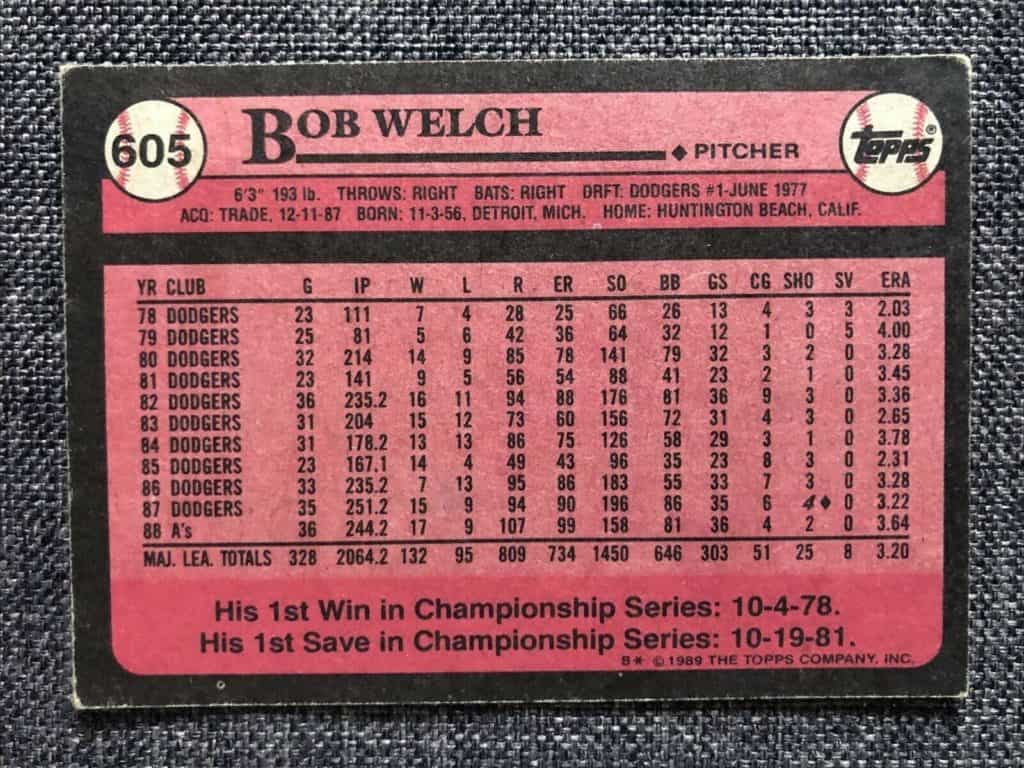 605
BOB WELCH
♦ PITCHER
Topps®
6'3" 193 lb. THROWS: RIGHT BATS: RIGHT DRFT: DODGERS #1-JUNE 1977
ACQ: TRADE, 12-11-87 BORN: 11-3-56, DETROIT, MICH. HOME: HUNTINGTON BEACH, CALIF.
YR CLUB G IP W L R ER SO BB GS CG SHO SV ERA
78 DODGERS 23 111 7 4 28 25 66 26 13 4 3 3 2.03
79 DODGERS 25 81 5 6 42 36 64 32 12 1 0 5 4.00
80 DODGERS 32 214 14 9 85 78 141 79 32 3 2 0 3.28
81 DODGERS 23 141 9 5 56 54 88 41 23 2 1 0 3.45
82 DODGERS 36 235.2 16 11 94 88 176 81 36 9 3 0 3.36
83 DODGERS 31 204 15 12 73 60 156 72 31 4 3 0 2.65
84 DODGERS 31 178.2 13 13 86 75 126 58 29 3 1 0 3.78
85 DODGERS 23 167.1 14 4 49 43 96 35 23 8 3 0 2.31
86 DODGERS 33 235.2 7 13 95 86 183 55 33 7 3 0 3.28
87 DODGERS 35 251.2 15 9 94 90 196 86 35 6 4♦ 0 3.22
88 A's 36 244.2 17 9 107 99 158 81 36 4 2 0 3.64
MAJ. LEA. TOTALS 328 2064.2 132 95 809 734 1450 646 303 51 25 8 3.20
His 1st Win in Championship Series: 10-4-78.
His 1st Save in Championship Series: 10-19-81.
B* © 1989 THE TOPPS COMPANY, INC.